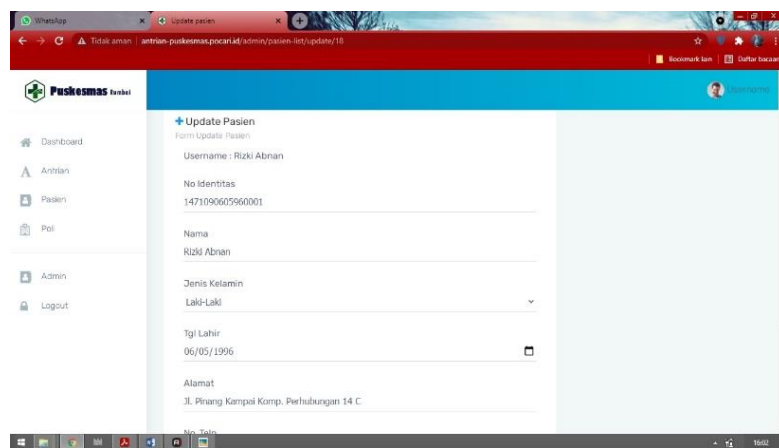 WhatsApp
Update pasien
Tidak aman | antrian-puskesmas.pocari.id/admin/pasien-list/update/18
Bookmark lain
Daftar bacaan
Puskesmas
Username
Dashboard
Antrian
Pasien
Poli
Admin
Logout
Update Pasien
Form Update Pasien
Username : Rizki Abnan
No Identitas
1471090605960001
Nama
Rizki Abnan
Jenis Kelamin
Laki-Laki
Tgl Lahir
06/05/1996
Alamat
Jl. Pinang Kampai Komp. Perhubungan 14 C
No. Telp
16:02